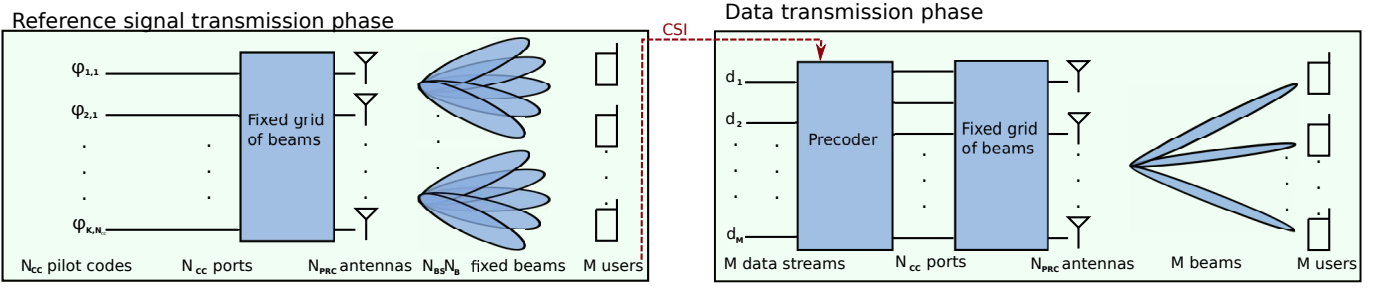 Reference signal transmission phase
φ1,1
φ2,1
φK,Ncc
Fixed grid
of beams
NCC pilot codes
NCC ports
NPRC antennas
NBSNB fixed beams
M users
CSI
Data transmission phase
d1
d2
dM
Precoder
Fixed grid
of beams
M data streams
NCC ports
NPRC antennas
M beams
M users